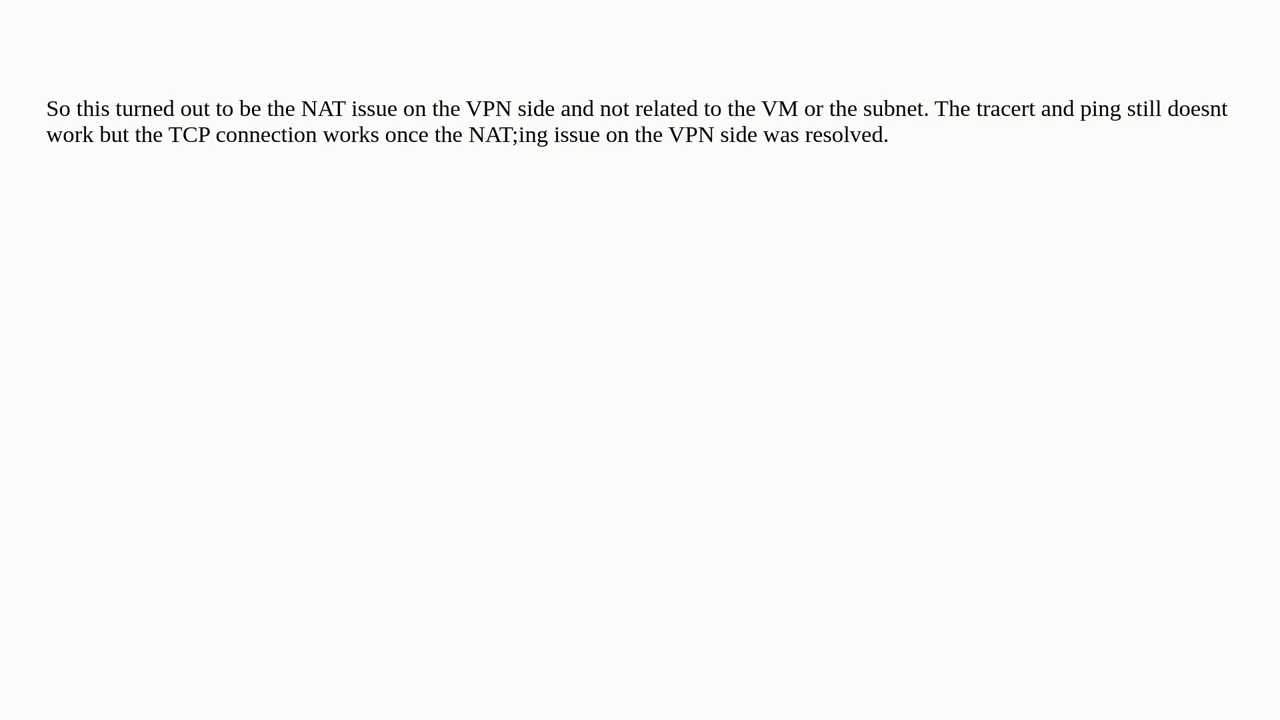 So this turned out to be the NAT issue on the VPN side and not related to the VM or the subnet. The tracert and ping still doesnt
work but the TCP connection works once the NAT;ing issue on the VPN side was resolved.